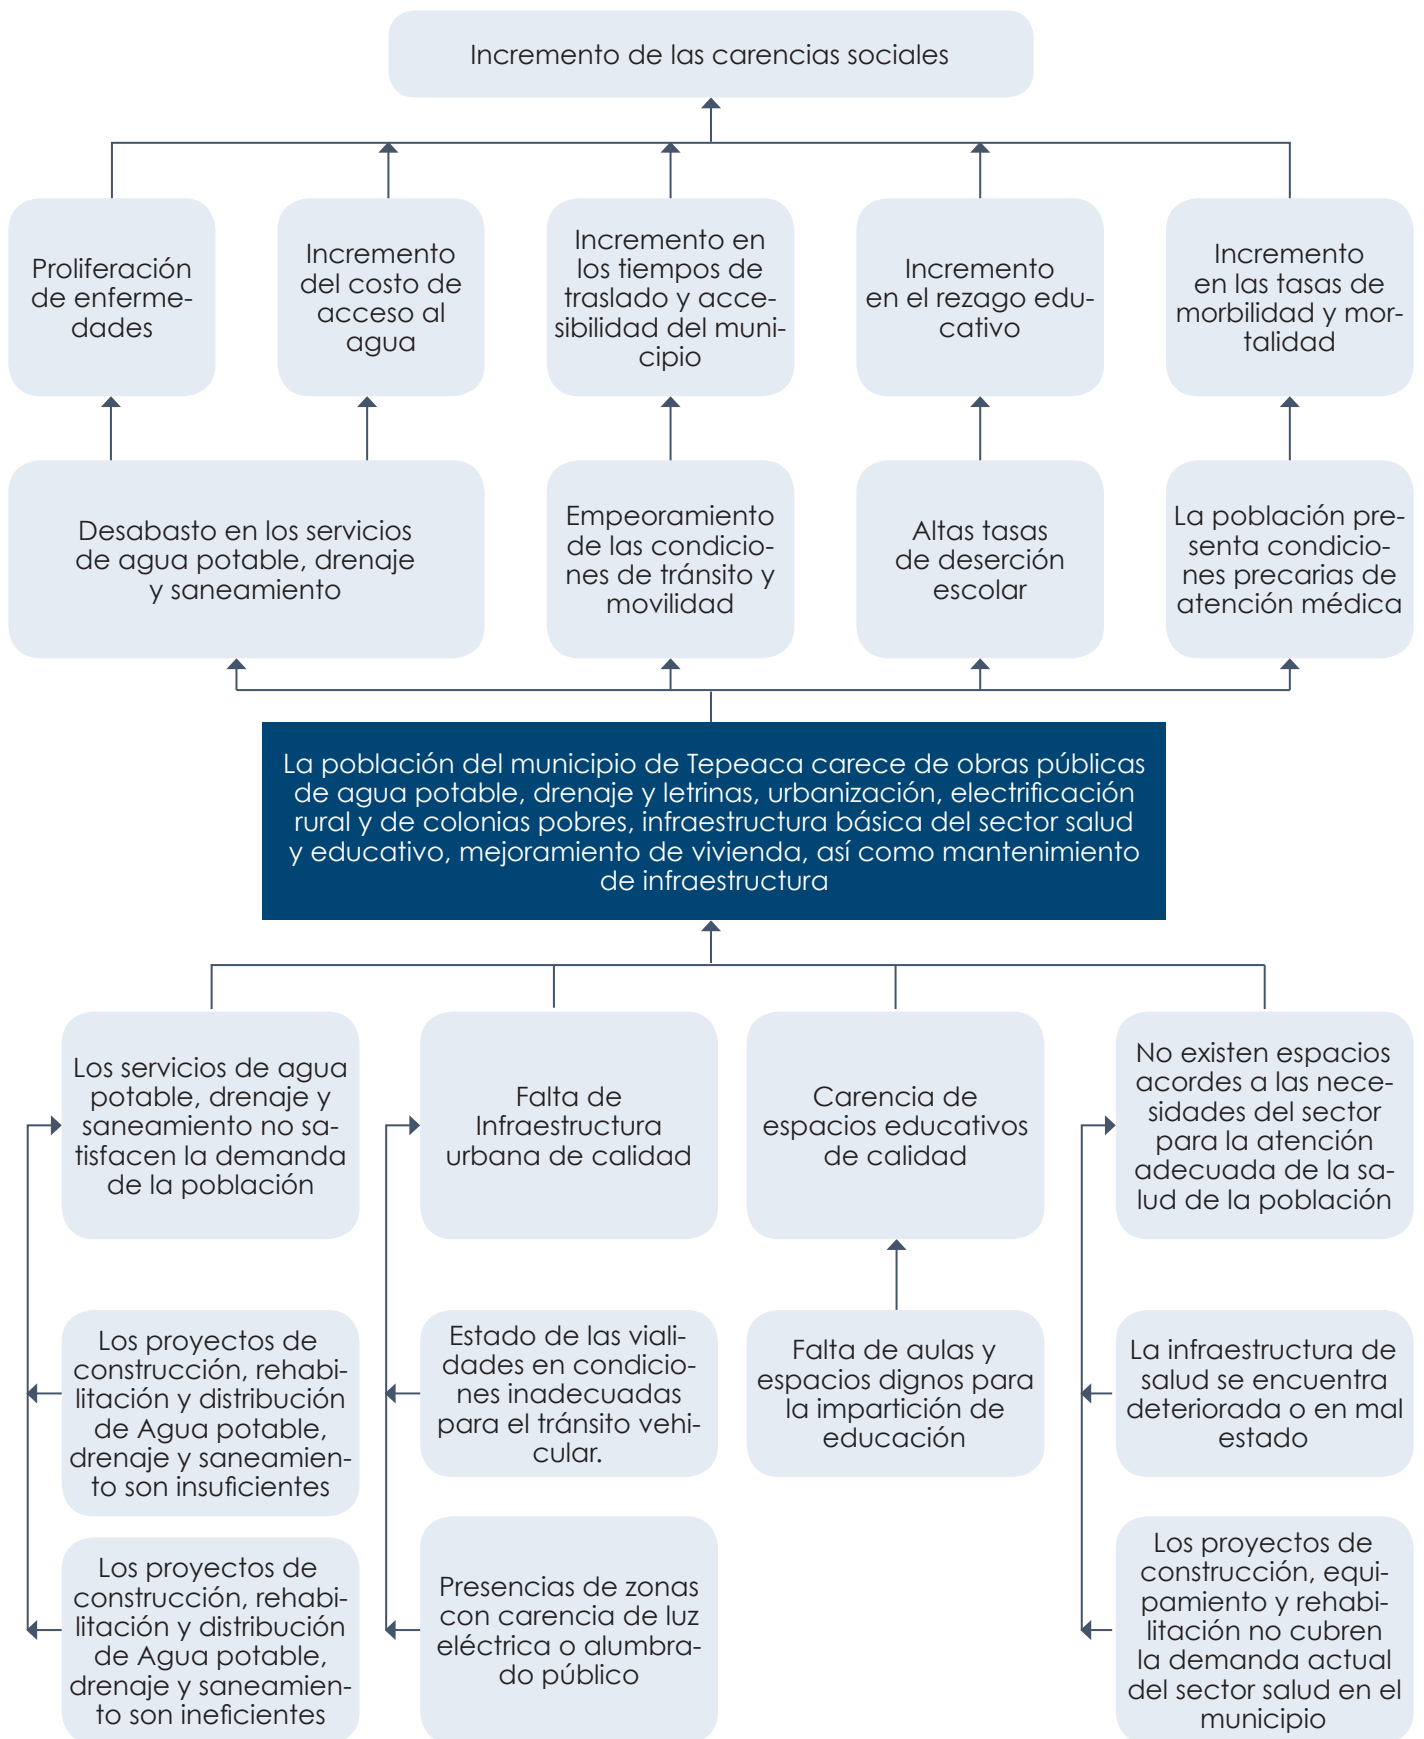 Incremento de las carencias sociales
Proliferación
de enferme-
dades
Incremento
del costo de
acceso al
agua
Incremento en
los tiempos de
traslado y acce-
sibilidad del muni-
cipio
Incremento
en el rezago edu-
cativo
Incremento
en las tasas de
morbilidad y mor-
talidad
Desabasto en los servicios
de agua potable, drenaje
y saneamiento
Empeoramiento
de las condicio-
nes de tránsito y
movilidad
Altas tasas
de deserción
escolar
La población pre-
senta condicio-
nes precarias de
atención médica
La población del municipio de Tepeaca carece de obras públicas
de agua potable, drenaje y letrinas, urbanización, electrificación
rural y de colonias pobres, infraestructura básica del sector salud
y educativo, mejoramiento de vivienda, así como mantenimiento
de infraestructura
Los servicios de agua
potable, drenaje y
saneamiento no sa-
tisfacen la demanda
de la población
Falta de
Infraestructura
urbana de calidad
Carencia de
espacios educativos
de calidad
No existen espacios
acordes a las nece-
sidades del sector
para la atención
adecuada de la sa-
lud de la población
Los proyectos de
construcción, rehabi-
litación y distribución
de Agua potable,
drenaje y saneamien-
to son insuficientes
Estado de las viali-
dades en condicio-
nes inadecuadas
para el tránsito vehi-
cular.
Falta de aulas y
espacios dignos para
la impartición de
educación
La infraestructura de
salud se encuentra
deteriorada o en mal
estado
Los proyectos de
construcción, rehabi-
litación y distribución
de Agua potable,
drenaje y saneamien-
to son ineficientes
Presencias de zonas
con carencia de luz
eléctrica o alumbra-
do público
Los proyectos de
construcción, equi-
pamiento y rehabi-
litación no cubren
la demanda actual
del sector salud en el
municipio